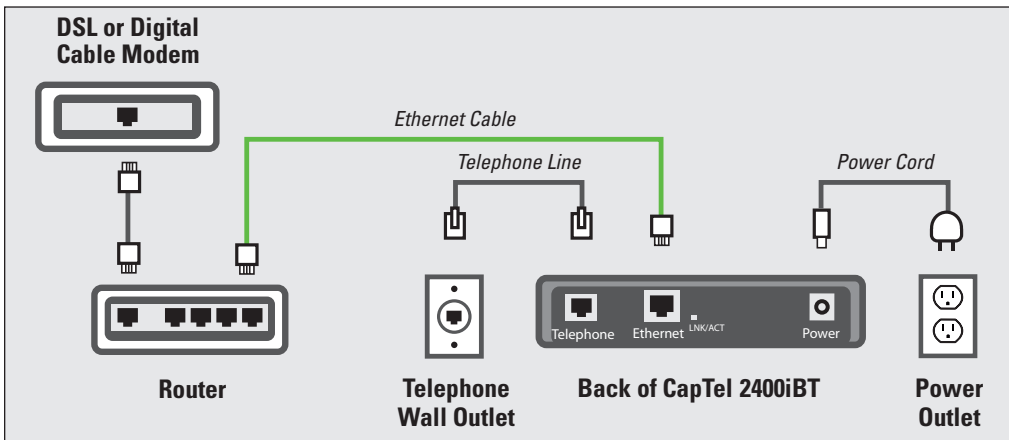 DSL or Digital
Cable Modem
Ethernet Cable
Telephone Line
Power Cord
Telephone
Ethernet
LNK/ACT
Power
Router
Telephone
Wall Outlet
Back of CapTel 2400iBT
Power
Outlet